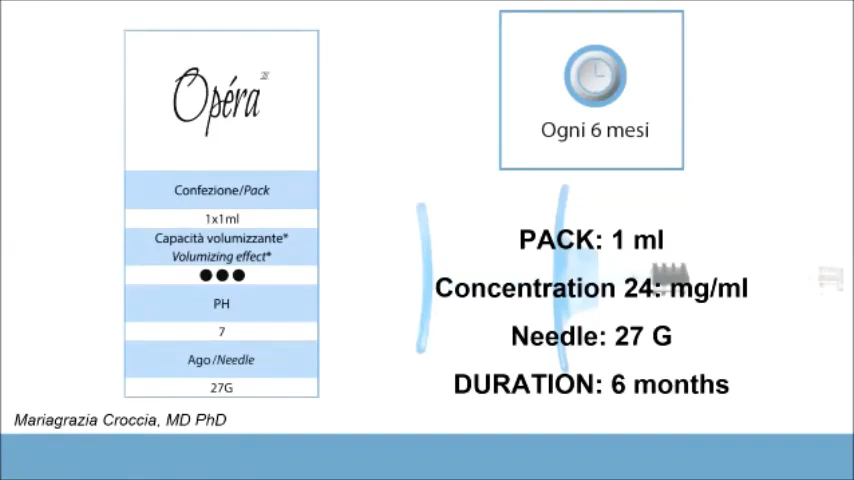 Opéra
Confezione/Pack
1x1ml
Capacità volumizzante*
Volumizing effect*
PH
7
Ago/Needle
27G
Ogni 6 mesi
PACK: 1 ml
Concentration 24: mg/ml
Needle: 27 G
DURATION: 6 months
Mariagrazia Croccia, MD PhD